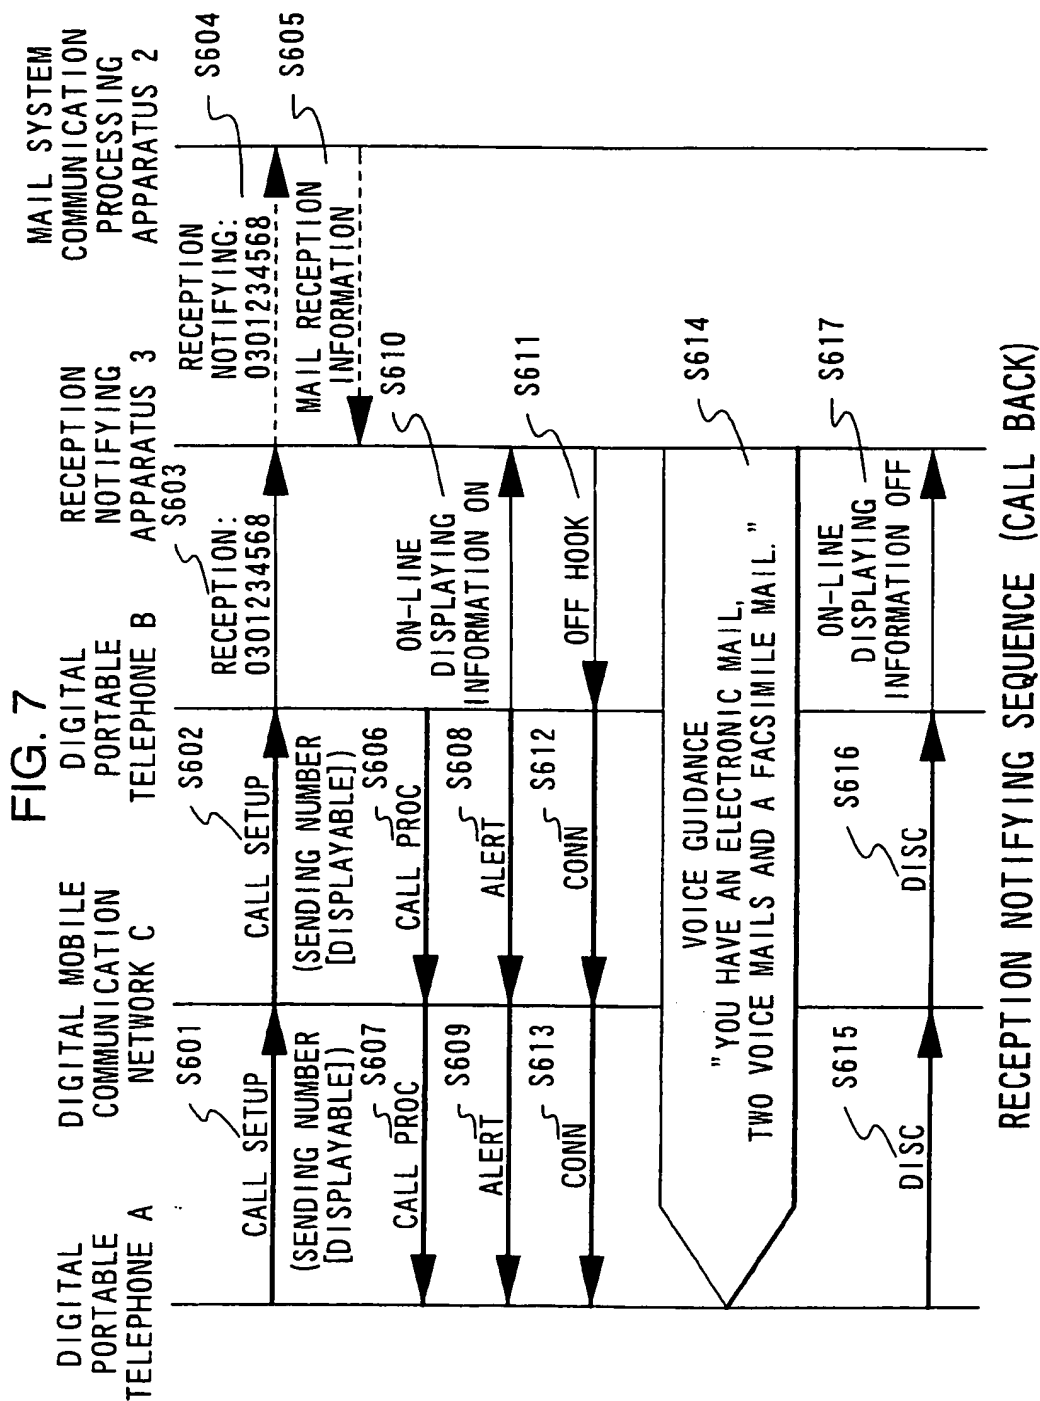 FIG. 7
DIGITAL
PORTABLE
TELEPHONE A
DIGITAL MOBILE
COMMUNICATION
NETWORK C
DIGITAL
PORTABLE
TELEPHONE B
RECEPTION
NOTIFYING
APPARATUS 3
MAIL SYSTEM
COMMUNICATION
PROCESSING
APPARATUS 2
S601
CALL SETUP
(SENDING NUMBER
[DISPLAYABLE])
S602
CALL SETUP
(SENDING NUMBER
[DISPLAYABLE])
S603
RECEPTION:
0301234568
S604
RECEPTION
NOTIFYING:
0301234568
S605
MAIL RECEPTION
INFORMATION
S607
CALL PROC
S606
CALL PROC
S609
ALERT
S608
ALERT
S610
ON-LINE
DISPLAYING
INFORMATION ON
S613
CONN
S612
CONN
S611
OFF HOOK
S614
VOICE GUIDANCE
"YOU HAVE AN ELECTRONIC MAIL,
TWO VOICE MAILS AND A FACSIMILE MAIL."
S615
DISC
S616
DISC
S617
ON-LINE
DISPLAYING
INFORMATION OFF
RECEPTION NOTIFYING SEQUENCE (CALL BACK)